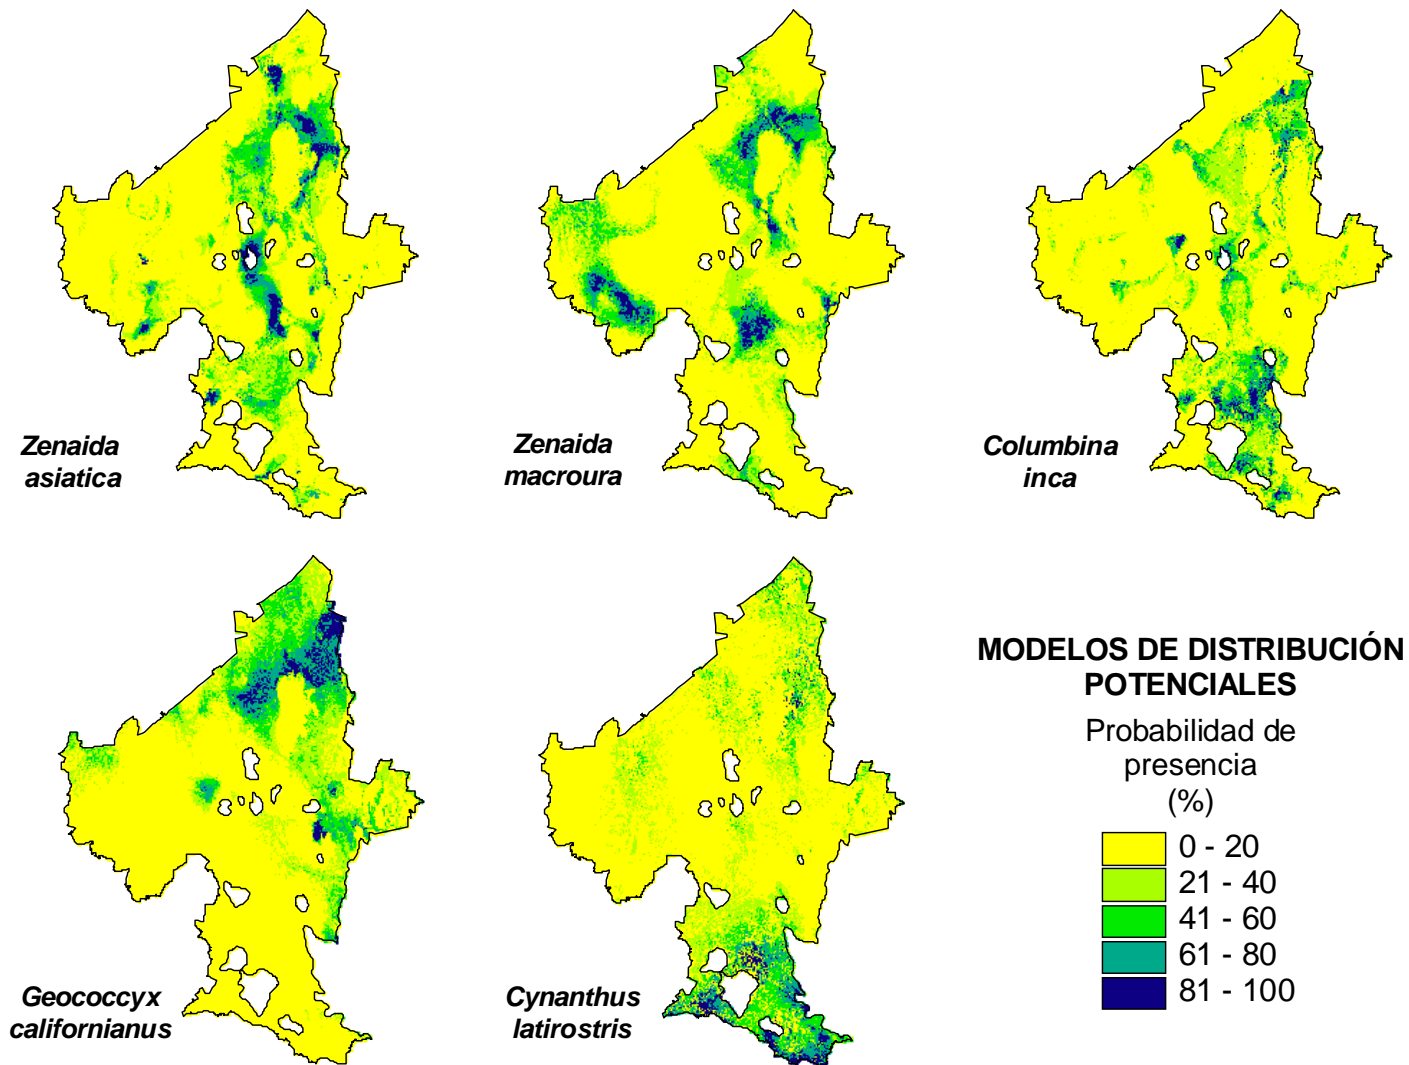 Zenaida
asiatica
Zenaida
macroura
Columbina
inca
Geococcyx
californianus
Cynanthus
latirostris
MODELOS DE DISTRIBUCIÓN
POTENCIALES
Probabilidad de
presencia
(%)
0 - 20
21 - 40
41 - 60
61 - 80
81 - 100